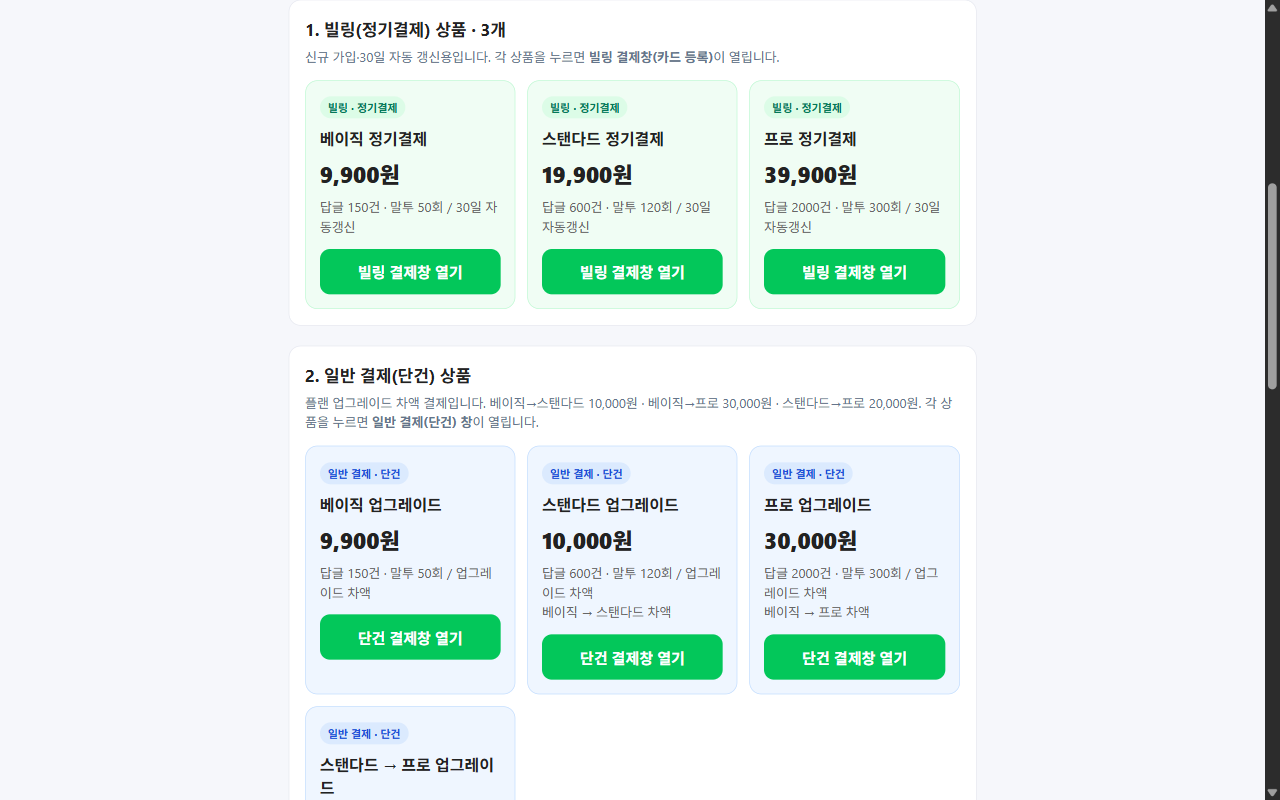 1. 빌링(정기결제) 상품 · 3개
신규 가입·30일 자동 갱신용입니다. 각 상품을 누르면 빌링 결제창(카드 등록)이 열립니다.
빌링 · 정기결제
베이직 정기결제
9,900원
답글 150건 · 말투 50회 / 30일 자
동갱신
빌링 결제창 열기
빌링 · 정기결제
스탠다드 정기결제
19,900원
답글 600건 · 말투 120회 / 30일
자동갱신
빌링 결제창 열기
빌링 · 정기결제
프로 정기결제
39,900원
답글 2000건 · 말투 300회 / 30일
자동갱신
빌링 결제창 열기
2. 일반 결제(단건) 상품
플랜 업그레이드 차액 결제입니다. 베이직→스탠다드 10,000원 · 베이직→프로 30,000원 · 스탠다드→프로 20,000원. 각 상
품을 누르면 일반 결제(단건) 창이 열립니다.
일반 결제 · 단건
베이직 업그레이드
9,900원
답글 150건 · 말투 50회 / 업그레
이드 차액
단건 결제창 열기
일반 결제 · 단건
스탠다드 업그레이드
10,000원
답글 600건 · 말투 120회 / 업그레
이드 차액
베이직 → 스탠다드 차액
단건 결제창 열기
일반 결제 · 단건
프로 업그레이드
30,000원
답글 2000건 · 말투 300회 / 업그
레이드 차액
베이직 → 프로 차액
단건 결제창 열기
일반 결제 · 단건
스탠다드 → 프로 업그레이
드